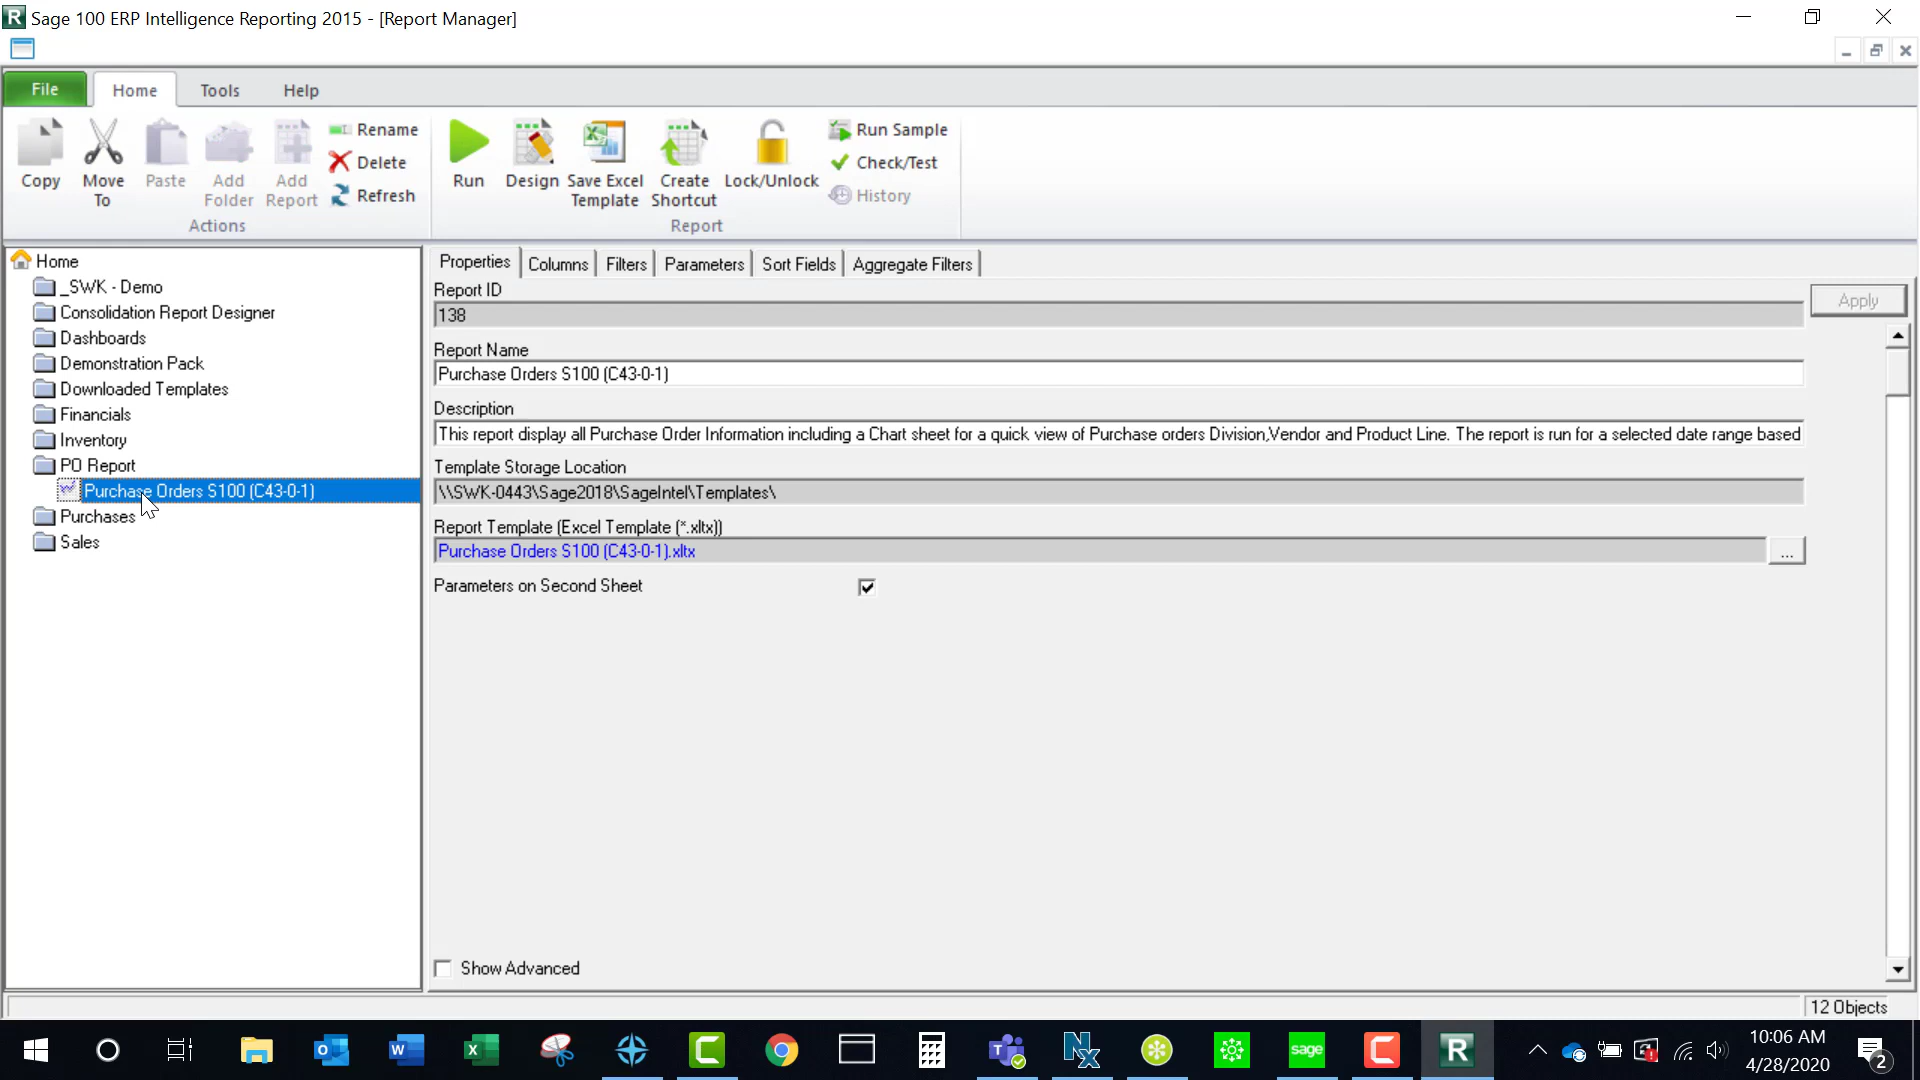 R Sage 100 ERP Intelligence Reporting 2015 - [Report Manager]
File Home Tools Help
Copy
Move To
Paste
Add Folder
Add Report
Rename
Delete
Refresh
Actions
Run
Design
Save Excel Template
Create Shortcut
Lock/Unlock
Run Sample
Check/Test
History
Report
Home
_SWK - Demo
Consolidation Report Designer
Dashboards
Demonstration Pack
Downloaded Templates
Financials
Inventory
PO Report
Purchase Orders S100 (C43-0-1)
Purchases
Sales
Properties Columns Filters Parameters Sort Fields Aggregate Filters
Report ID
138
Apply
Report Name
Purchase Orders S100 (C43-0-1)
Description
This report display all Purchase Order Information including a Chart sheet for a quick view of Purchase orders Division,Vendor and Product Line. The report is run for a selected date range based
Template Storage Location
\\SWK-0443\Sage2018\SageIntel\Templates\
Report Template (Excel Template (*.xltx))
Purchase Orders S100 (C43-0-1).xltx
...
Parameters on Second Sheet
Show Advanced
12 Objects
sage
R
10:06 AM
4/28/2020
2